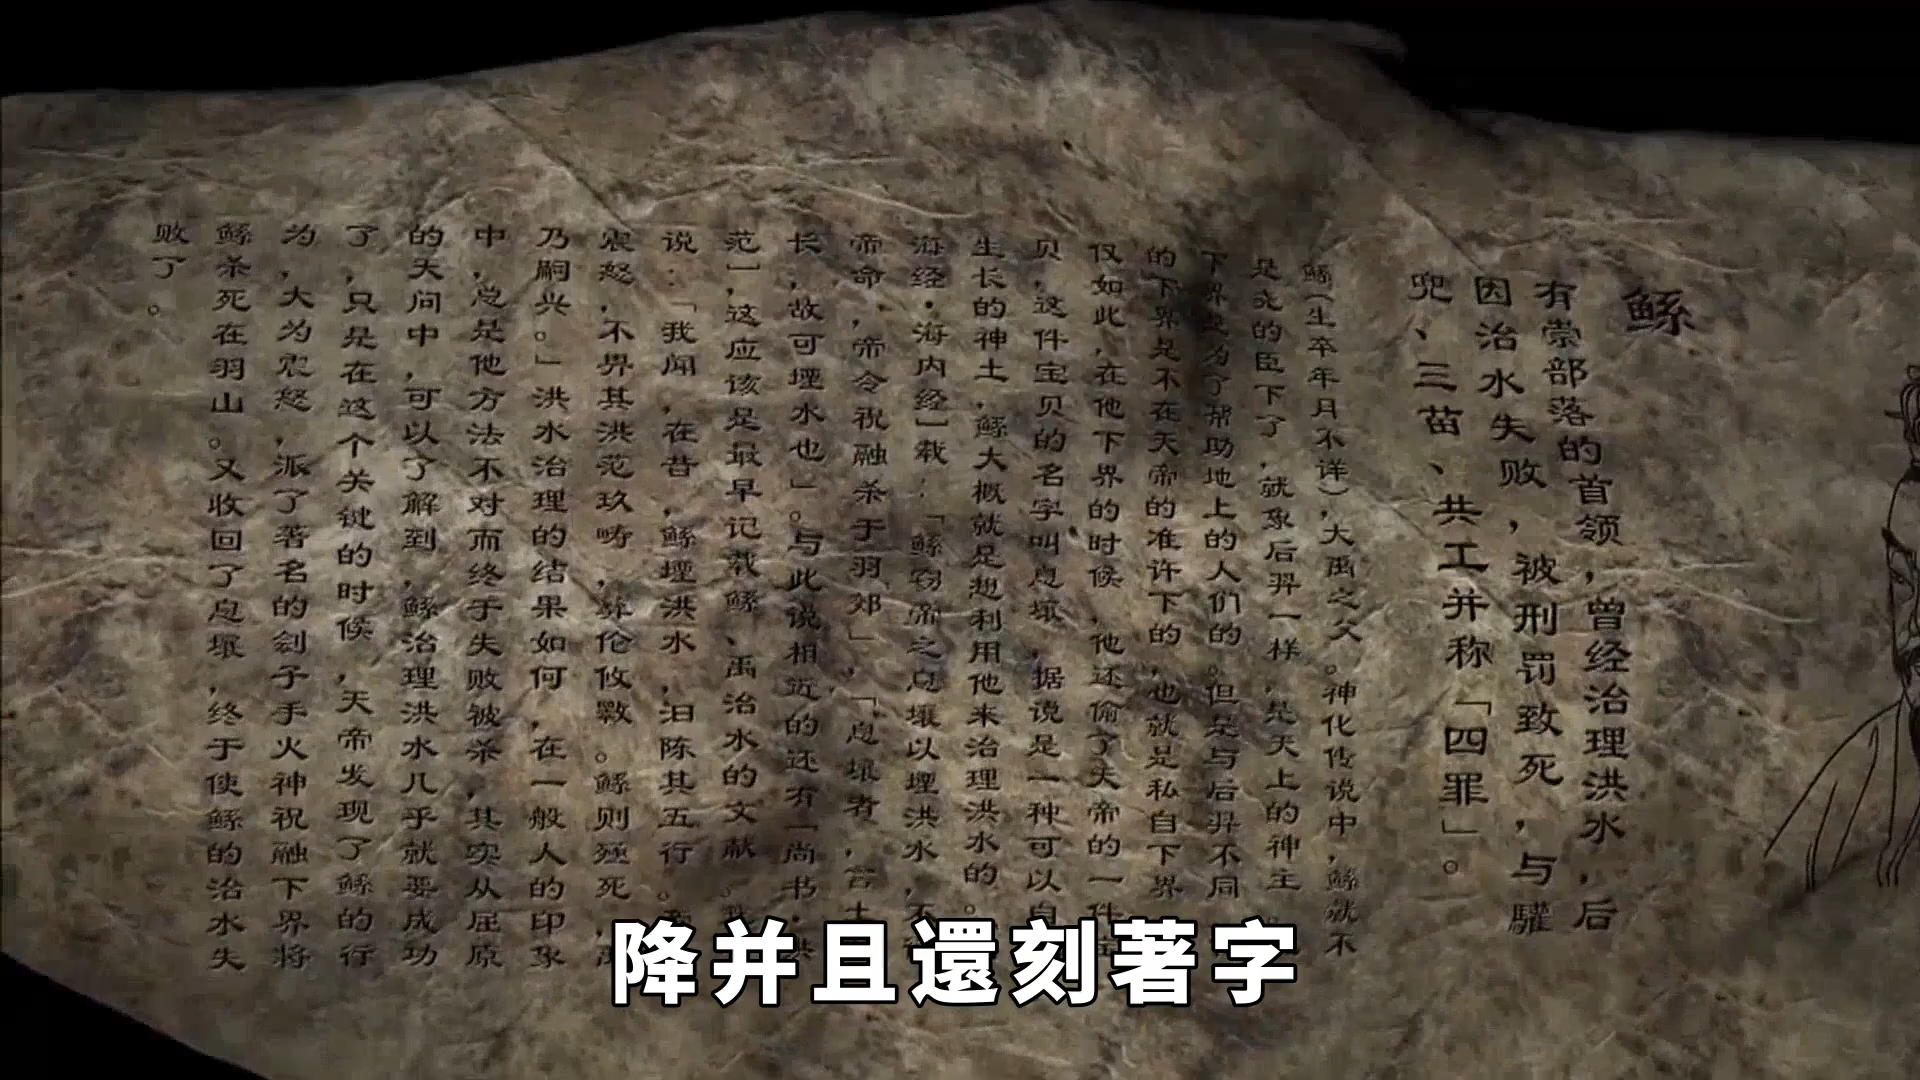 鲧
有崇部落的首领，曾经治理洪水，后
因治水失败，被刑罚致死，与驩
兜、三苗、共工并称「四罪」。
鲧（生卒年月不详），大禹之父。神化传说中，鲧就不
是尧的臣下了，就象后羿一样，是天上的神主。
下界是为了帮助地上的人们的。但是与后羿不同
的下界是不在天帝的准许下的，也就是私自下界
仅如此，在他下界的时候，他还偷了天帝的一件
贝，这件宝贝的名字叫息壤，据说是一种可以自
生长的神土，鲧大概就是想利用他来治理洪水的。
海经·海内经］载：「鲧窃帝之息壤以堙洪水，不
帝命，帝令祝融杀于羽郊」，「息壤者，言土
长，故可堙水也」。与此说相近的还有［尚书·洪
范］，这应该是最早记载鲧、禹治水的文献。
说：「我闻，在昔，鲧堙洪水，汩陈其五行。
震怒，不畀其洪范玖畴，彝伦攸斁。鲧则殛死，
乃嗣兴。」洪水治理的结果如何，在一般人的印象
中，总是他方法不对而终于失败被杀，其实从屈原
的天问中，可以了解到，鲧治理洪水几乎就要成功
了，只是在这个关键的时候，天帝发现了鲧的行
为，大为震怒，派了著名的刽子手火神祝融下界将
鲧杀死在羽山。又收回了息壤，终于使鲧的治水失
败了。
降并且還刻著字